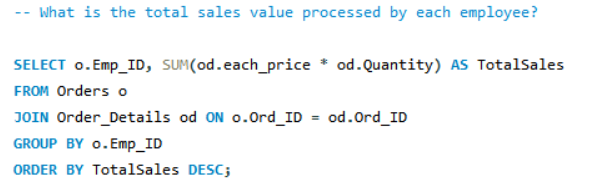 -- What is the total sales value processed by each employee?
SELECT o.Emp_ID, SUM(od.each_price * od.Quantity) AS TotalSales
FROM Orders o
JOIN Order_Details od ON o.Ord_ID = od.Ord_ID
GROUP BY o.Emp_ID
ORDER BY TotalSales DESC;